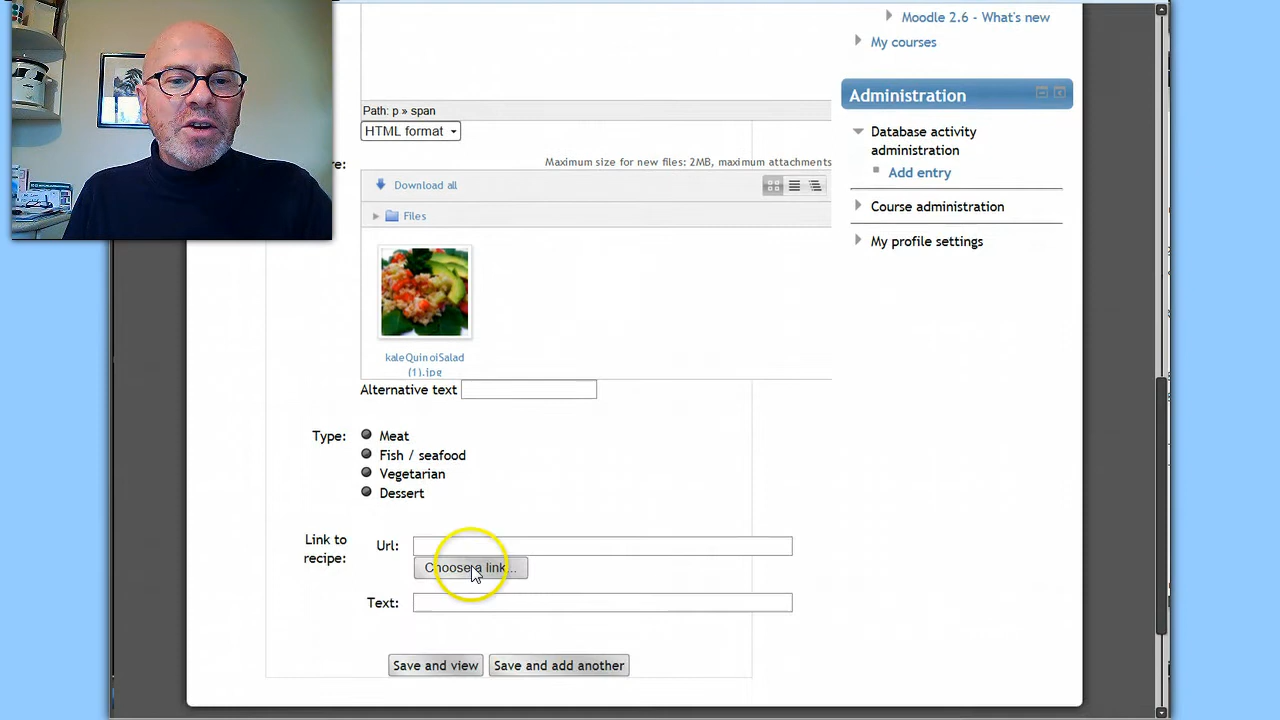 Moodle 2.6 - What's new
My courses
Administration
Database activity
administration
Add entry
Course administration
My profile settings
Path: p » span
HTML format
re:
Maximum size for new files: 2MB, maximum attachments
Download all
Files
kaleQuinoiSalad
(1).jpg
Alternative text
Type:
Meat
Fish / seafood
Vegetarian
Dessert
Link to
recipe:
Url:
Choose a link...
Text:
Save and view
Save and add another